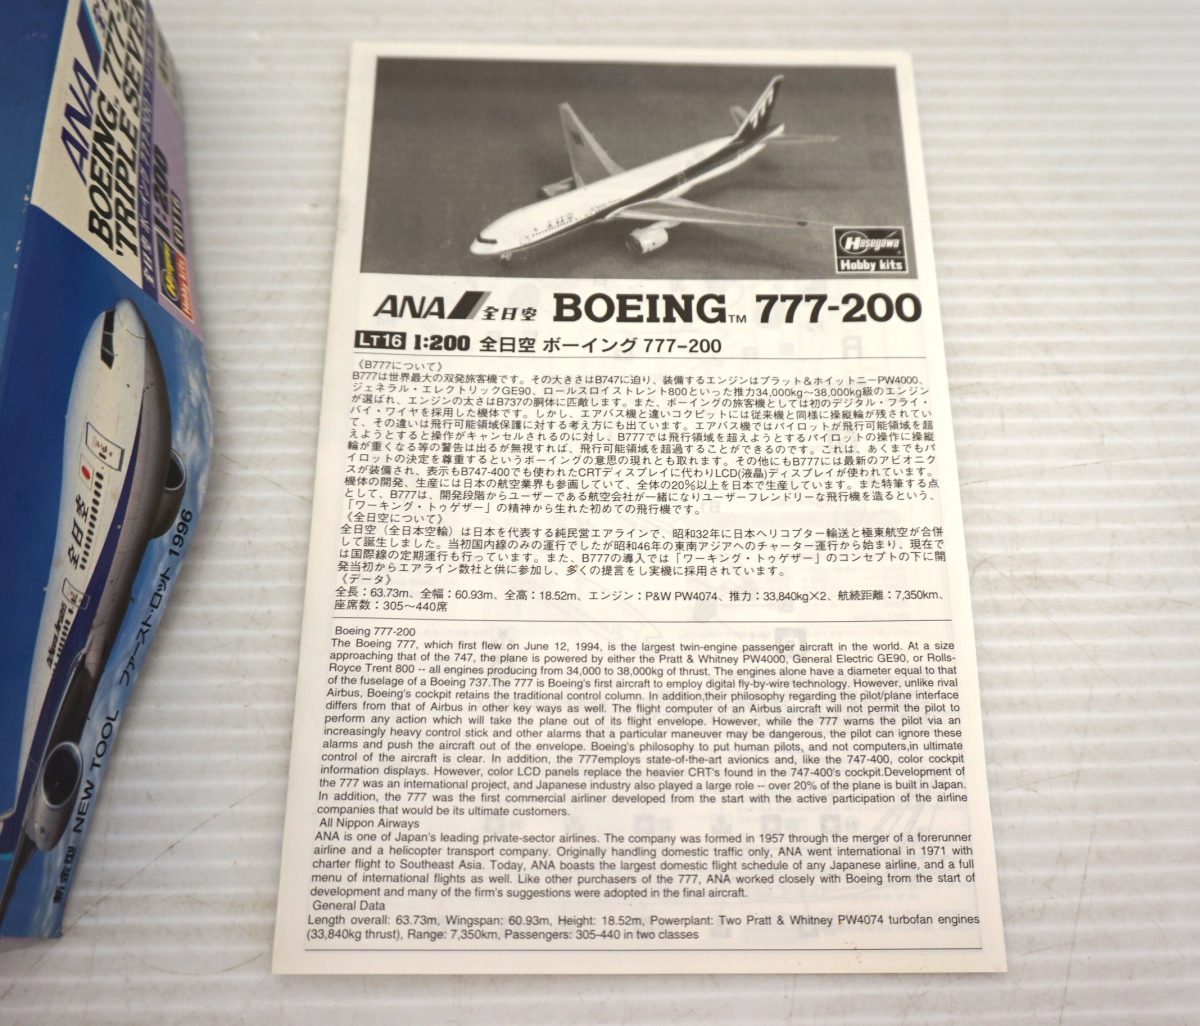 ANA
BOEING 777-2
'TRIPLE SEVEN
1:200
LT16
Hasegawa
Hobby kits
全日空
新金型 NEW TOOL ファースト・ロット 1996
777
Hasegawa
Hobby kits
ANA 全日空 BOEING™ 777-200
LT16 1:200 全日空 ボーイング 777-200
《B777について》
B777は世界最大の双発旅客機です。その大きさはB747に迫り、装備するエンジンはプラット＆ホイットニーPW4000、
ジェネラル・エレクトリックGE90、ロールスロイストレント800といった推力34,000kg〜38,000kg級のエンジン
が選ばれ、エンジンの太さはB737の胴体に匹敵します。また、ボーイングの旅客機としては初のデジタル・フライ・
バイ・ワイヤを採用した機体です。しかし、エアバス機と違いコクピットには従来機と同様に操縦輪が残されてい
て、その違いは飛行可能領域保護に対する考え方にも出ています。エアバス機ではパイロットが飛行可能領域を超
えようとすると操作がキャンセルされるのに対し、B777では飛行領域を超えようとするパイロットの操作に操縦
輪が重くなる等の警告は出るが無視すれば、飛行可能領域を超過することができるのです。これは、あくまでもパ
イロットの決定を尊重するというボーイングの意思の現れとも取れます。その他にもB777には最新のアビオニク
スが装備され、表示もB747-400でも使われたCRTディスプレイに代わりLCD(液晶)ディスプレイが使われています。
機体の開発、生産には日本の航空業界も参画していて、全体の20％以上を日本で生産しています。また特筆する点
として、B777は、開発段階からユーザーである航空会社が一緒になりユーザーフレンドリーな飛行機を造るという、
「ワーキング・トゥゲザー」の精神から生れた初めての飛行機です。
《全日空について》
全日空（全日本空輸）は日本を代表する純民営エアラインで、昭和32年に日本ヘリコプター輸送と極東航空が合併
して誕生しました。当初国内線のみの運行でしたが昭和46年の東南アジアへのチャーター運行から始まり、現在で
は国際線の定期運行も行っています。また、B777の導入では「ワーキング・トゥゲザー」のコンセプトの下に開
発当初からエアライン数社と供に参加し、多くの提言をし実機に採用されています。
《データ》
全長：63.73m、全幅：60.93m、全高：18.52m、エンジン：P&W PW4074、推力：33,840kg×2、航続距離：7,350km、
座席数：305〜440席
Boeing 777-200
The Boeing 777, which first flew on June 12, 1994, is the largest twin-engine passenger aircraft in the world. At a size
approaching that of the 747, the plane is powered by either the Pratt & Whitney PW4000, General Electric GE90, or Rolls-
Royce Trent 800 -- all engines producing from 34,000 to 38,000kg of thrust. The engines alone have a diameter equal to that
of the fuselage of a Boeing 737.The 777 is Boeing's first aircraft to employ digital fly-by-wire technology. However, unlike rival
Airbus, Boeing's cockpit retains the traditional control column. In addition,their philosophy regarding the pilot/plane interface
differs from that of Airbus in other key ways as well. The flight computer of an Airbus aircraft will not permit the pilot to
perform any action which will take the plane out of its flight envelope. However, while the 777 warns the pilot via an
increasingly heavy control stick and other alarms that a particular maneuver may be dangerous, the pilot can ignore these
alarms and push the aircraft out of the envelope. Boeing's philosophy to put human pilots, and not computers,in ultimate
control of the aircraft is clear. In addition, the 777employs state-of-the-art avionics and, like the 747-400, color cockpit
information displays. However, color LCD panels replace the heavier CRT's found in the 747-400's cockpit.Development of
the 777 was an international project, and Japanese industry also played a large role -- over 20% of the plane is built in Japan.
In addition, the 777 was the first commercial airliner developed from the start with the active participation of the airline
companies that would be its ultimate customers.
All Nippon Airways
ANA is one of Japan's leading private-sector airlines. The company was formed in 1957 through the merger of a forerunner
airline and a helicopter transport company. Originally handling domestic traffic only, ANA went international in 1971 with
charter flight to Southeast Asia. Today, ANA boasts the largest domestic flight schedule of any Japanese airline, and a full
menu of international flights as well. Like other purchasers of the 777, ANA worked closely with Boeing from the start of
development and many of the firm's suggestions were adopted in the final aircraft.
General Data
Length overall: 63.73m, Wingspan: 60.93m, Height: 18.52m, Powerplant: Two Pratt & Whitney PW4074 turbofan engines
(33,840kg thrust), Range: 7,350km, Passengers: 305-440 in two classes